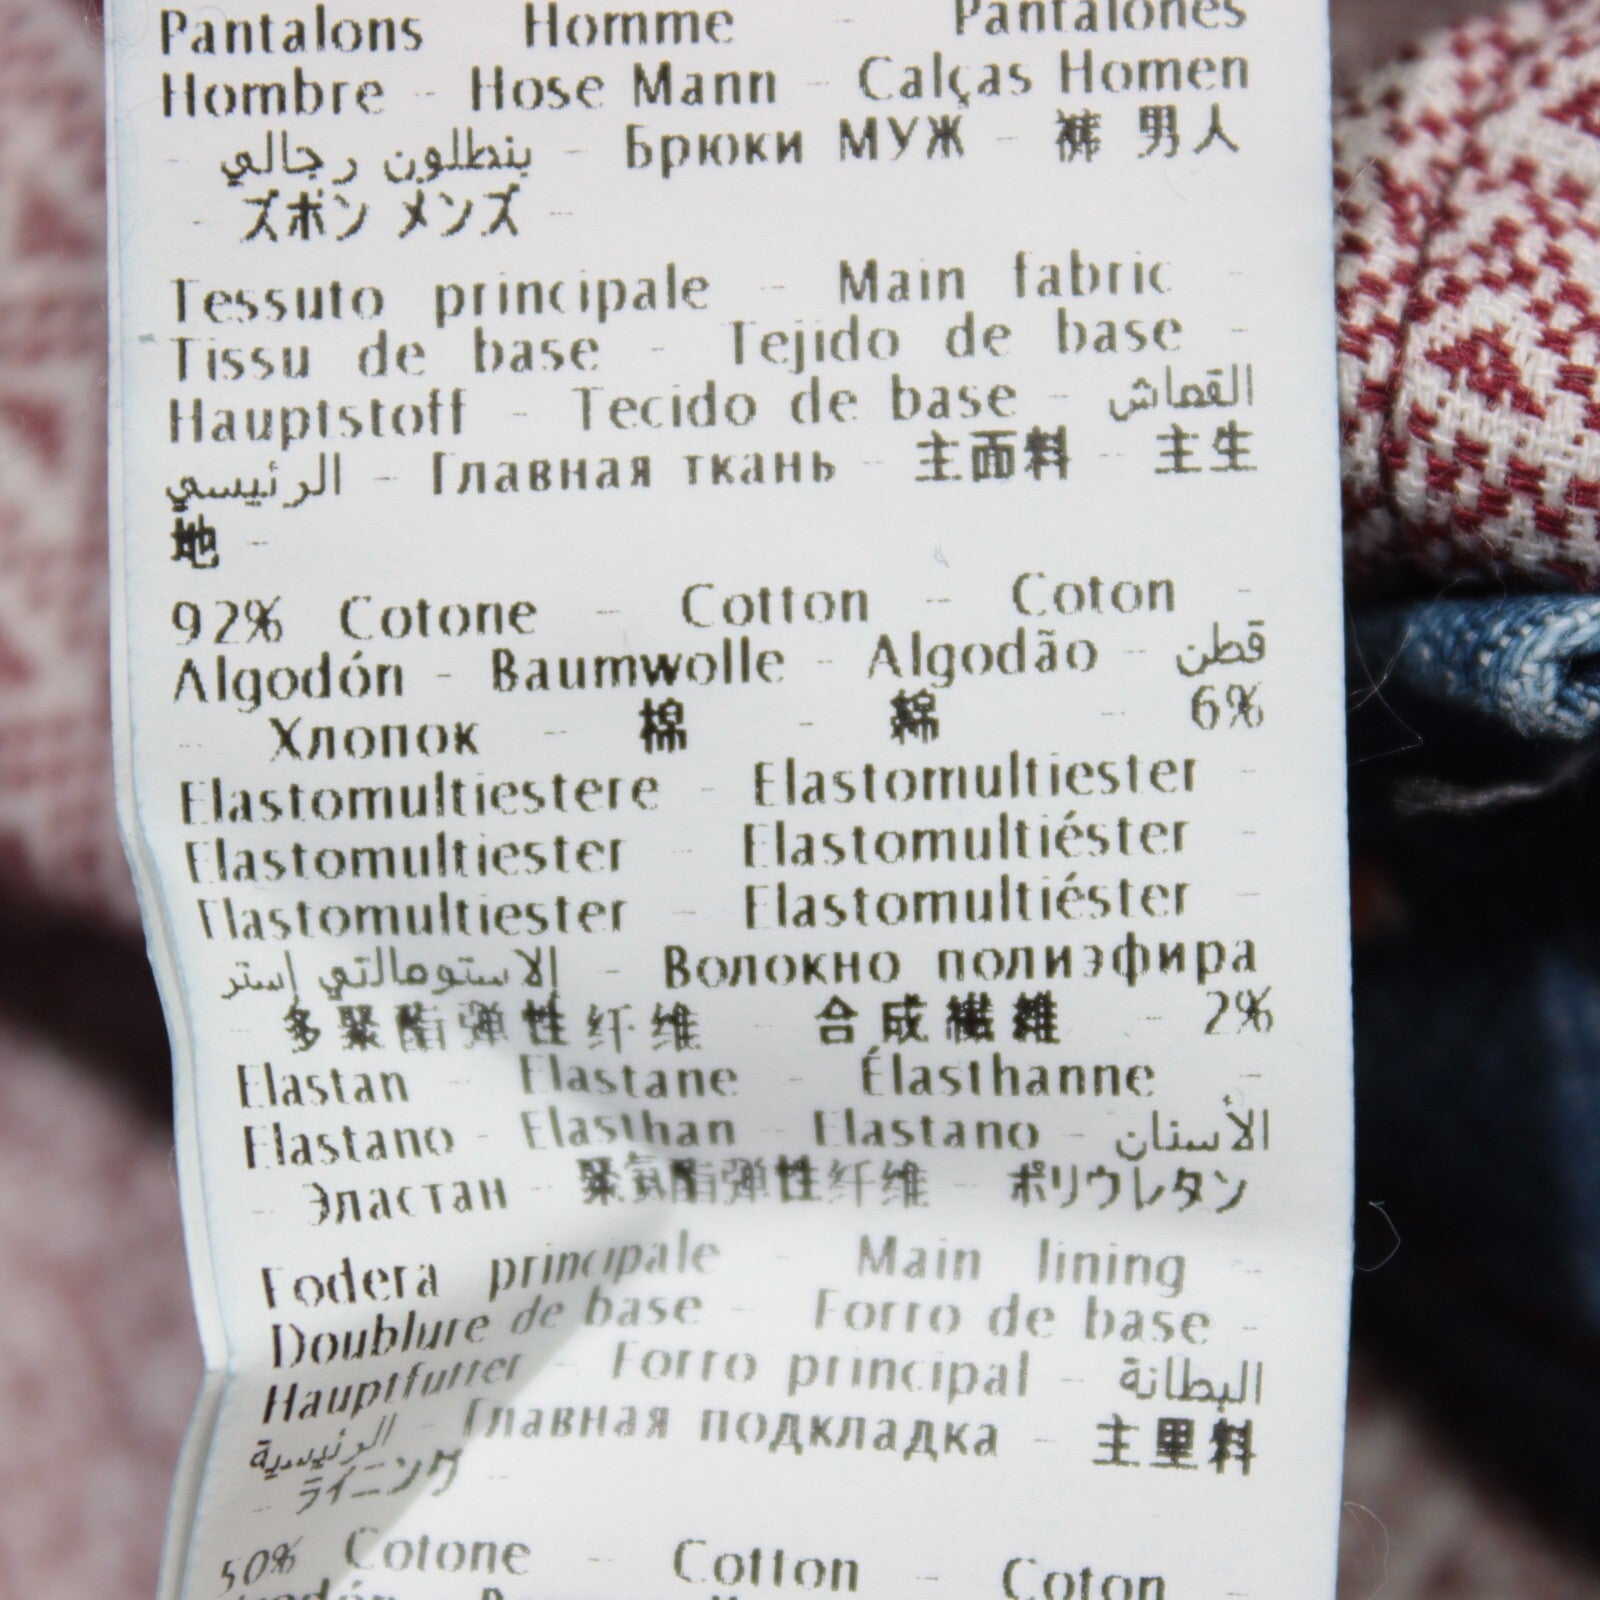 Pantalons Homme - Pantalones
Hombre - Hose Mann - Calças Homen
- بنطلون رجالي - Брюки МУЖ - 裤 男人
- ズボン メンズ -
Tessuto principale - Main fabric -
Tissu de base - Tejido de base -
Hauptstoff - Tecido de base - القماش
الرئيسي - Главная ткань - 主面料 - 主生
地 -
92% Cotone - Cotton - Coton -
Algodón - Baumwolle - Algodão - قطن
- Хлопок - 棉 - 綿 - 6%
Elastomultiestere - Elastomultiester -
Elastomultiester - Elastomultiéster -
Elastomultiester - Elastomultiéster -
الاستومالتي إستر - Волокно полиэфира
- 多聚酯弹性纤维 - 合成繊維 - 2%
Elastan - Elastane - Élasthanne -
Elastano - Elasthan - Elastano - الأستان
- Эластан - 聚氨酯弹性纤维 - ポリウレタン
Fodera principale - Main lining -
Doublure de base - Forro de base -
Hauptfutter - Forro principal - البطانة
الرئيسية - Главная подкладка - 主里料
- ライニング -
50% Cotone - Cotton - Coton -